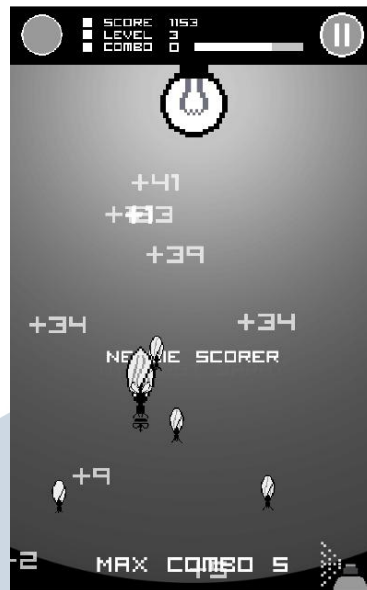 SCORE 1153
LEVEL 3
COMBO 0
+41
+39
+34
+34
SCORER
+9
MAX COMBO 5